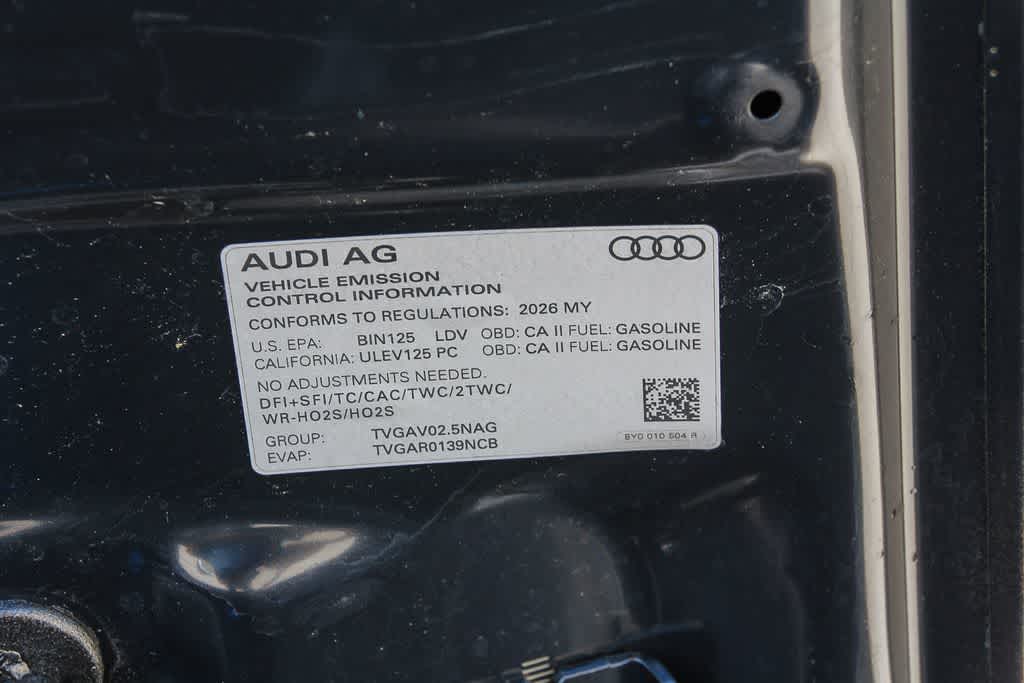 AUDI AG
VEHICLE EMISSION
CONTROL INFORMATION
CONFORMS TO REGULATIONS: 2026 MY
U.S. EPA: BIN125 LDV OBD: CA II FUEL: GASOLINE
CALIFORNIA: ULEV125 PC OBD: CA II FUEL: GASOLINE
NO ADJUSTMENTS NEEDED.
DFI+SFI/TC/CAC/TWC/2TWC/
WR-HO2S/HO2S
GROUP: TVGAV02.5NAG
EVAP: TVGAR0139NCB
8Y0 010 504 R